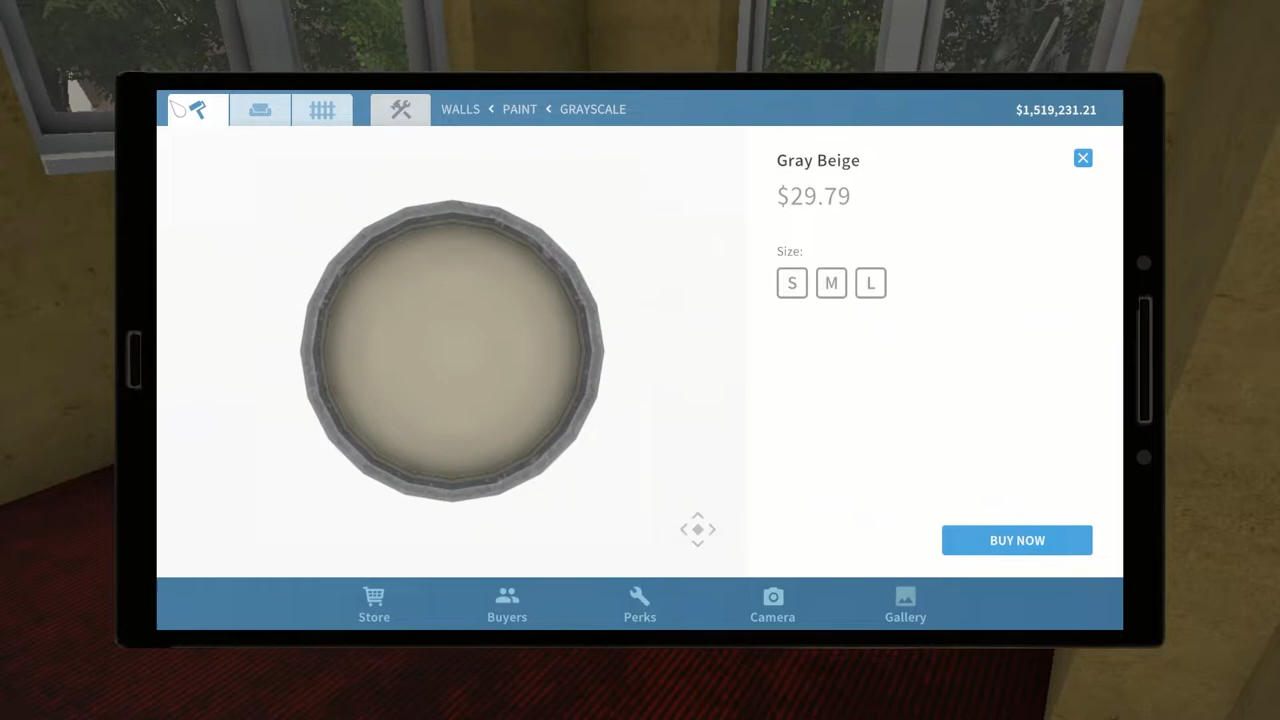 WALLS < PAINT < GRAYSCALE
$1,519,231.21
Gray Beige
$29.79
Size:
S M L
BUY NOW
Store Buyers Perks Camera Gallery